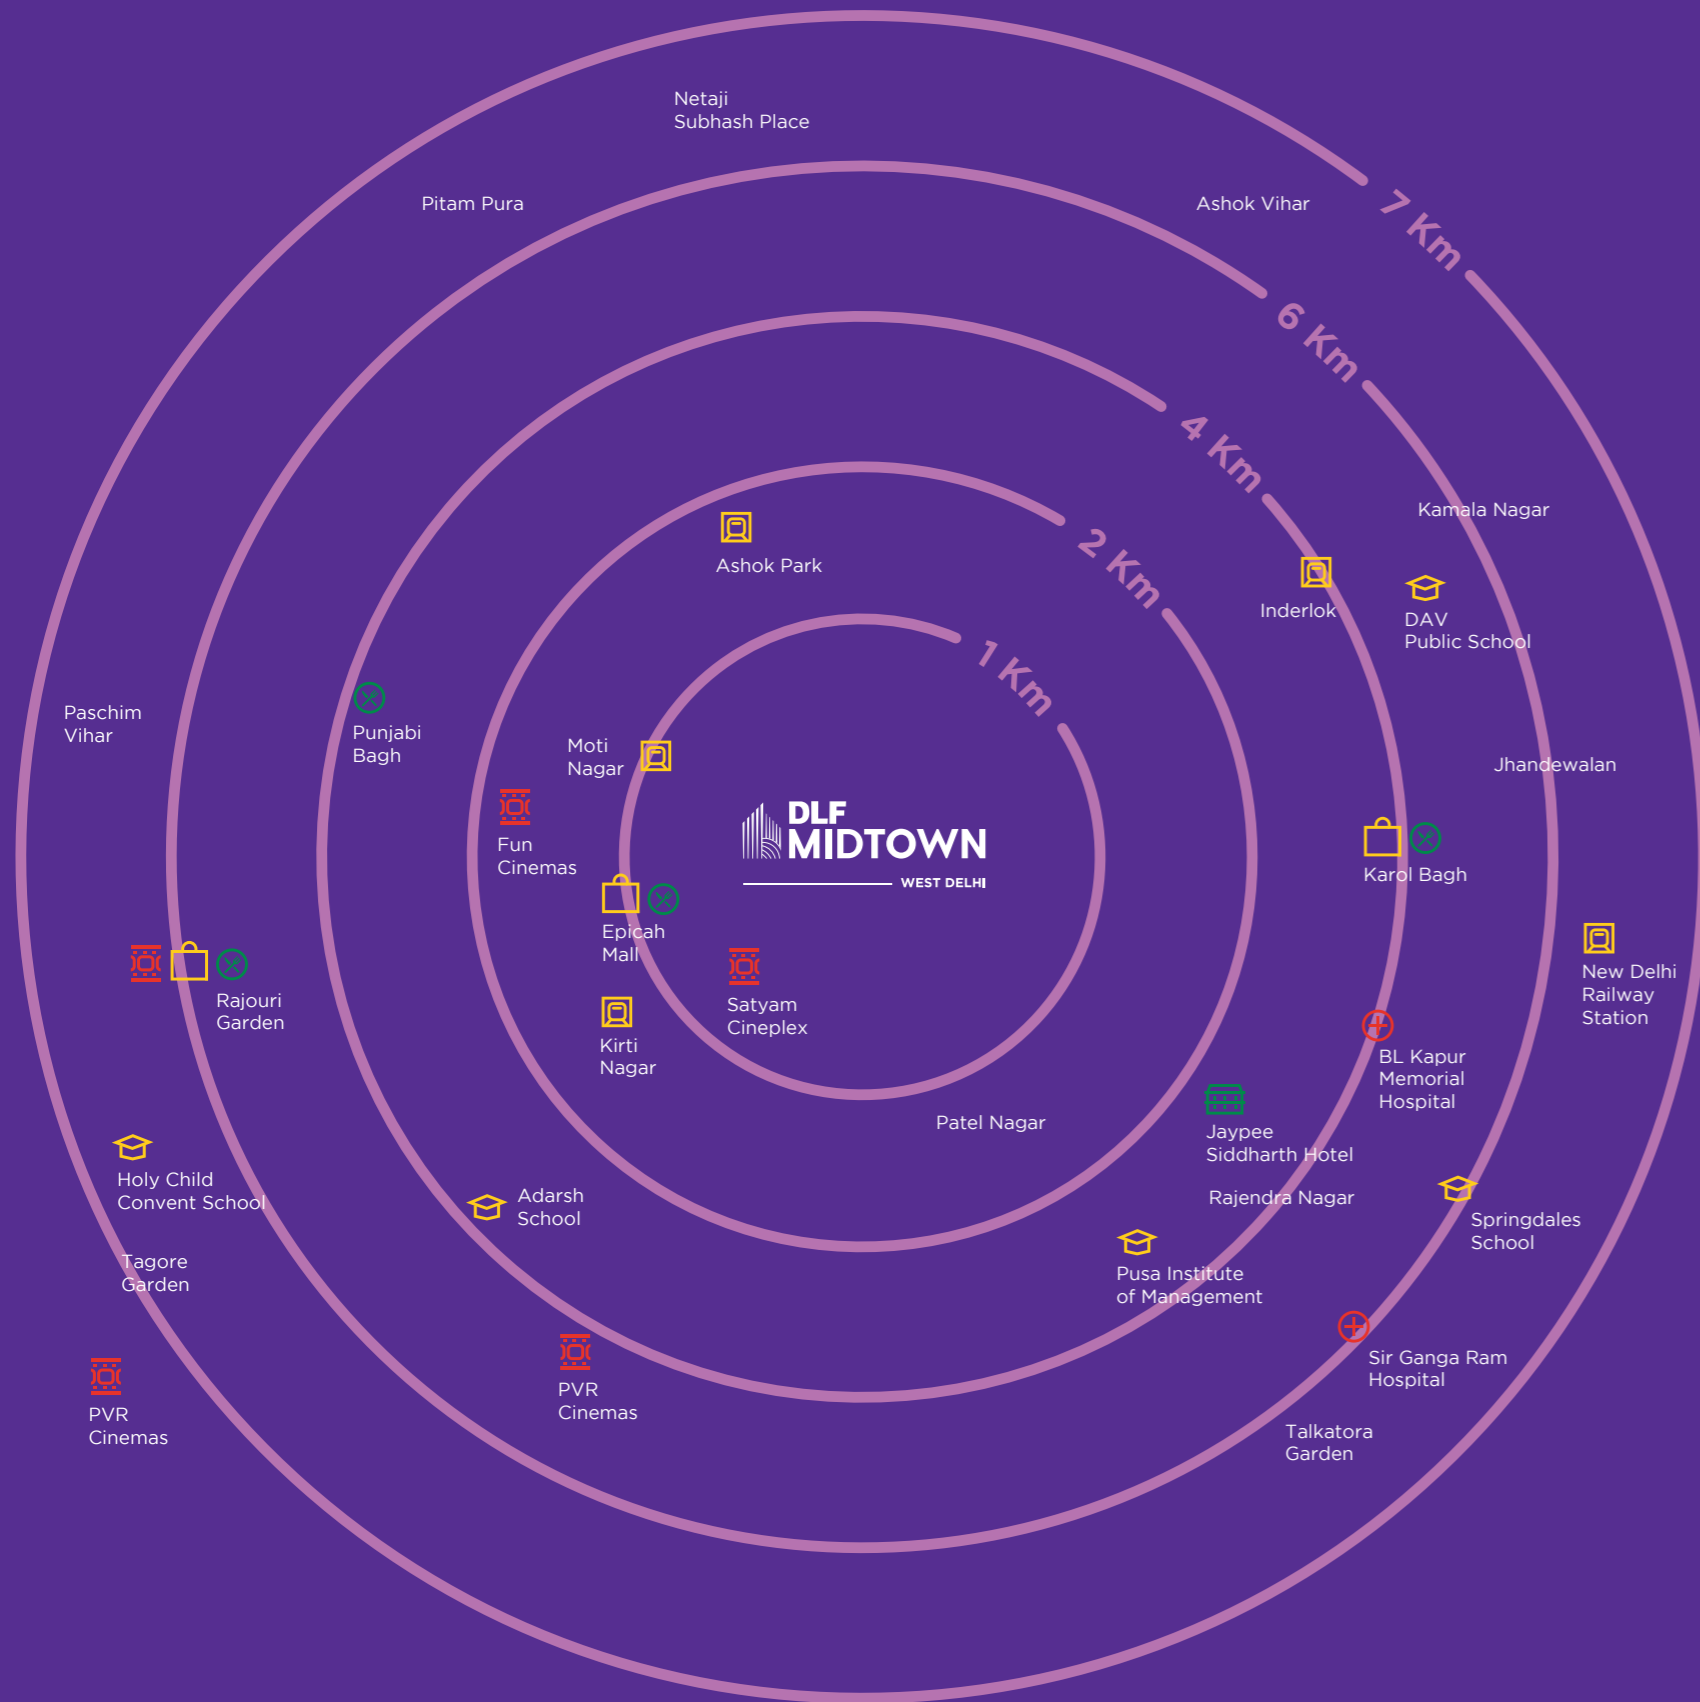 Netaji
Subhash Place
Pitam Pura
Ashok Vihar
7 Km
6 Km
4 Km
Kamala Nagar
2 Km
Ashok Park
Inderlok
DAV
Public School
1 Km
Paschim
Vihar
Punjabi
Bagh
Moti
Nagar
Jhandewalan
DLF
MIDTOWN
WEST DELHI
Fun
Cinemas
Karol Bagh
Epicah
Mall
New Delhi
Railway
Station
Rajouri
Garden
Satyam
Cineplex
Kirti
Nagar
BL Kapur
Memorial
Hospital
Patel Nagar
Jaypee
Siddharth Hotel
Holy Child
Convent School
Adarsh
School
Rajendra Nagar
Springdales
School
Tagore
Garden
Pusa Institute
of Management
Sir Ganga Ram
Hospital
PVR
Cinemas
PVR
Cinemas
Talkatora
Garden